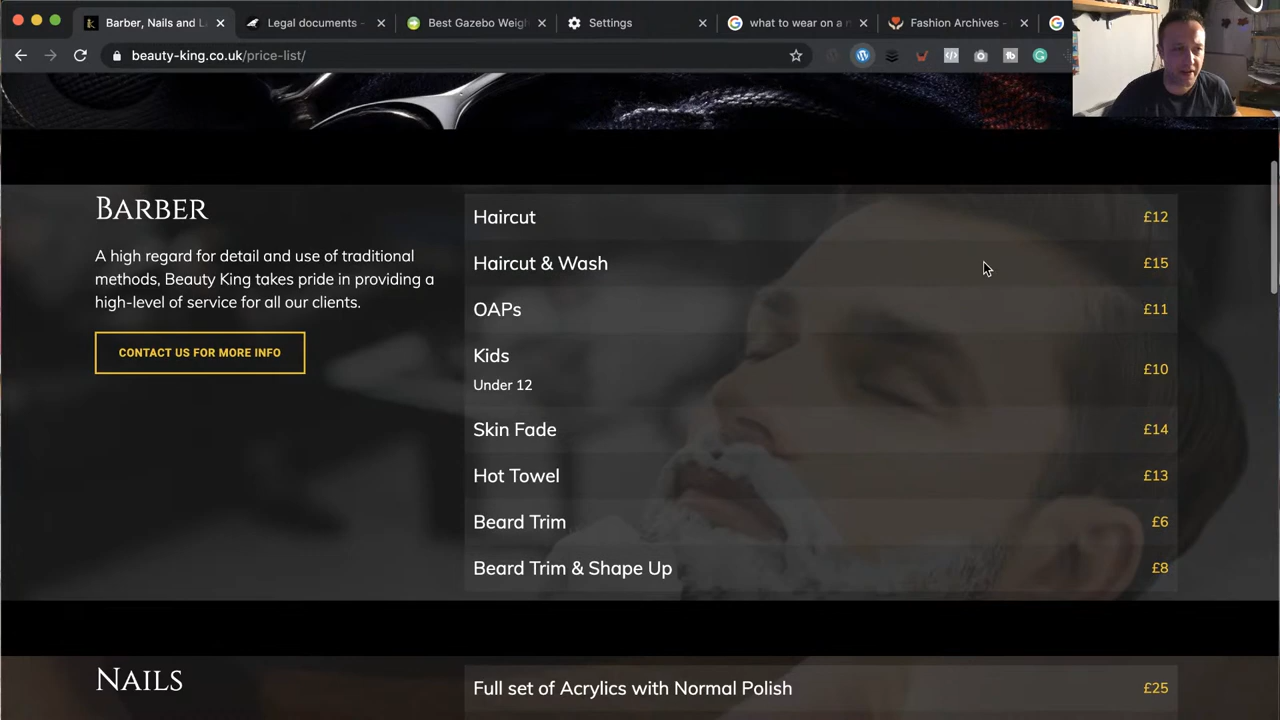 Barber, Nails and L
Legal documents -
Best Gazebo Weigh
Settings
what to wear on a
Fashion Archives -
beauty-king.co.uk/price-list/
BARBER
A high regard for detail and use of traditional
methods, Beauty King takes pride in providing a
high-level of service for all our clients.
CONTACT US FOR MORE INFO
Haircut £12
Haircut & Wash £15
OAPs £11
Kids
Under 12
£10
Skin Fade £14
Hot Towel £13
Beard Trim £6
Beard Trim & Shape Up £8
NAILS
Full set of Acrylics with Normal Polish £25